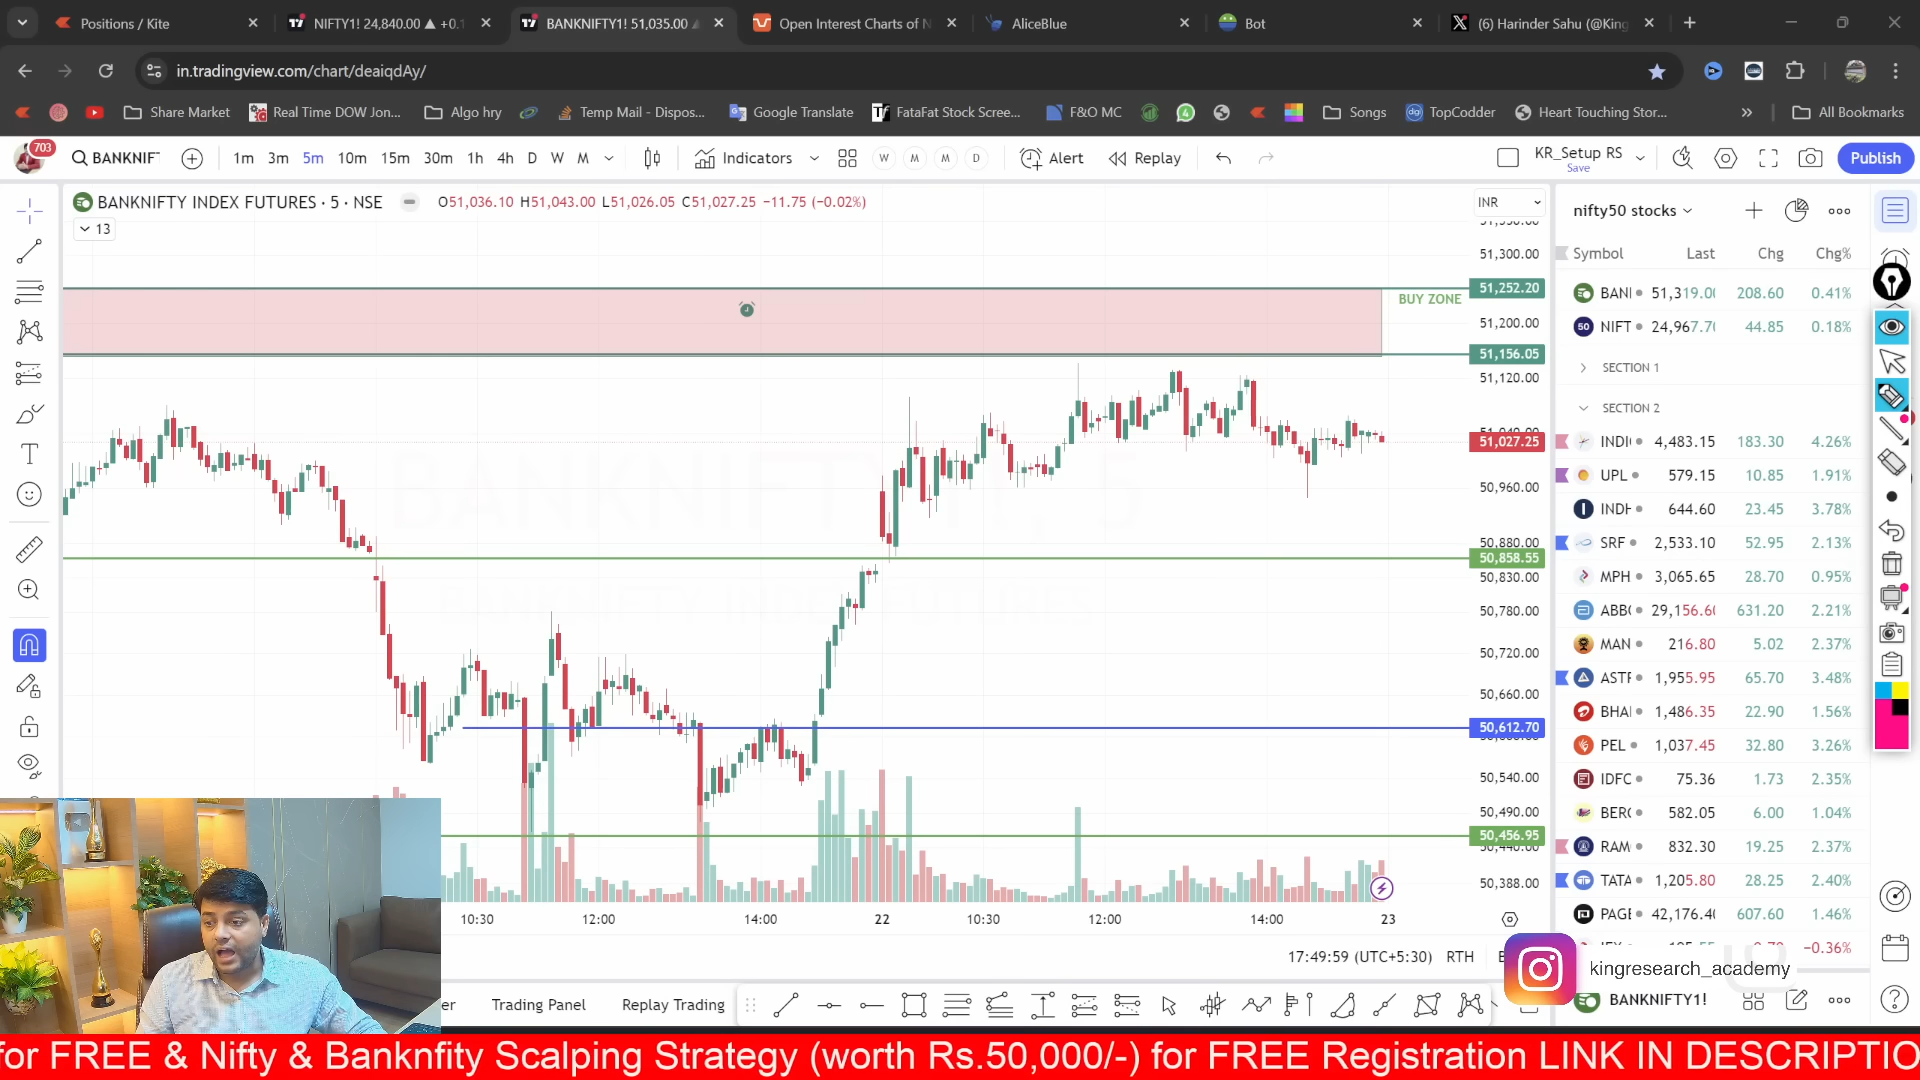 Positions / Kite
NIFTY1! 24,840.00 ▲ +0.1
BANKNIFTY1! 51,035.00 ▲
Open Interest Charts of N
AliceBlue
Bot
(6) Harinder Sahu (@King
in.tradingview.com/chart/deaiqdAy/
Share Market
Real Time DOW Jon...
Algo hry
Temp Mail - Dispos...
Google Translate
FataFat Stock Scree...
F&O MC
Songs
TopCodder
Heart Touching Stor...
All Bookmarks
703
BANKNIF
1m 3m 5m 10m 15m 30m 1h 4h D W M
Indicators
W M M D
Alert
Replay
KR_Setup RS
Save
Publish
BANKNIFTY INDEX FUTURES · 5 · NSE
O51,036.10 H51,043.00 L51,026.05 C51,027.25 −11.75 (−0.02%)
13
INR
51,300.00
51,252.20
BUY ZONE
51,200.00
51,156.05
51,120.00
51,027.25
50,960.00
50,880.00
50,858.55
50,830.00
50,780.00
50,720.00
50,660.00
50,612.70
50,540.00
50,490.00
50,456.95
50,388.00
10:30 12:00 14:00 22 10:30 12:00 14:00 23
17:49:59 (UTC+5:30) RTH
nifty50 stocks
Symbol Last Chg Chg%
BANI 51,319.00 208.60 0.41%
50 NIFT 24,967.70 44.85 0.18%
SECTION 1
SECTION 2
INDI 4,483.15 183.30 4.26%
UPL 579.15 10.85 1.91%
INDH 644.60 23.45 3.78%
SRF 2,533.10 52.95 2.13%
MPH 3,065.65 28.70 0.95%
ABB 29,156.60 631.20 2.21%
MAN 216.80 5.02 2.37%
ASTR 1,955.95 65.70 3.48%
BHAI 1,486.35 22.90 1.56%
PEL 1,037.45 32.80 3.26%
IDFC 75.36 1.73 2.35%
BERG 582.05 6.00 1.04%
RAM 832.30 19.25 2.37%
TATA 1,205.80 28.25 2.40%
PAGE 42,176.40 607.60 1.46%
−0.36%
kingresearch_academy
BANKNIFTY1!
er
Trading Panel
Replay Trading
for FREE & Nifty & Banknfity Scalping Strategy (worth Rs.50,000/-) for FREE Registration LINK IN DESCRIPTIO